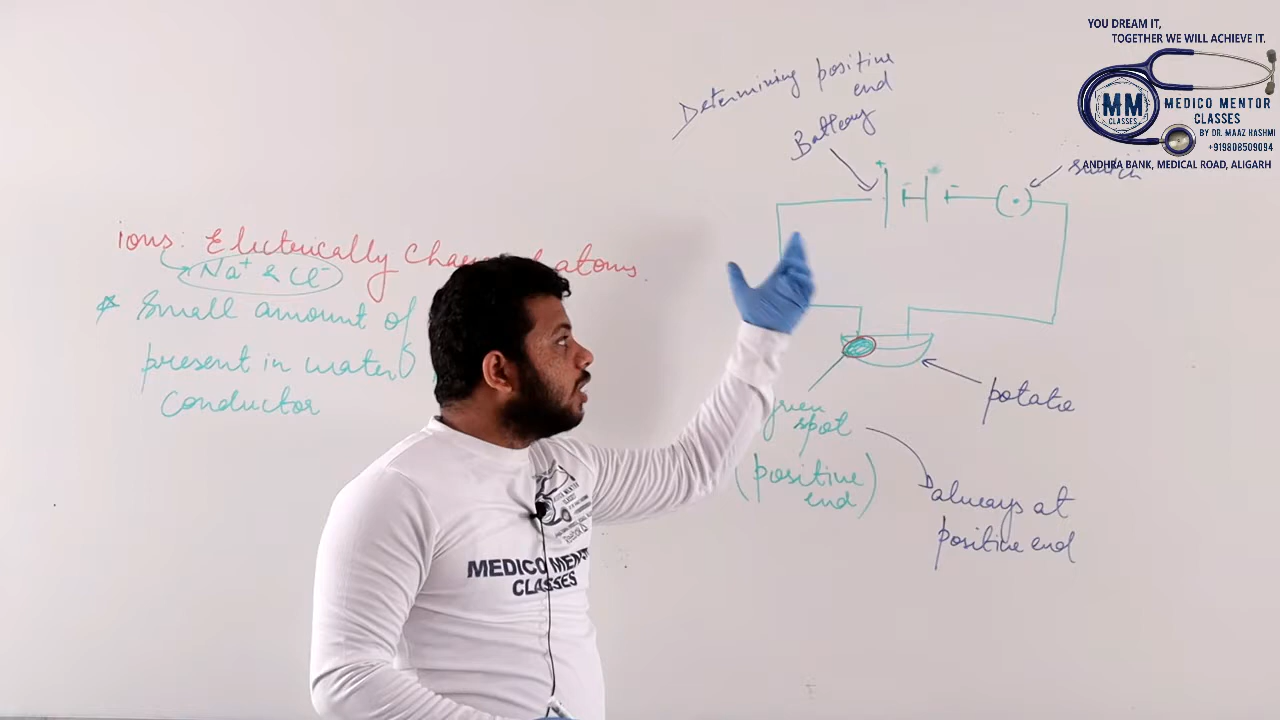 YOU DREAM IT,
TOGETHER WE WILL ACHIEVE IT.
MM
CLASSES
MEDICO MENTOR
CLASSES
BY DR. MAAZ HASHMI
+919808509094
ANDHRA BANK, MEDICAL ROAD, ALIGARH
Determining positive
end
Battery
+
ions: Electrically atoms.
Na+ & Cl-
* Small amount of
present in water
conductor
potato
green
spot
(positive
end)
always at
positive end
MEDICO MENT
CLASSES